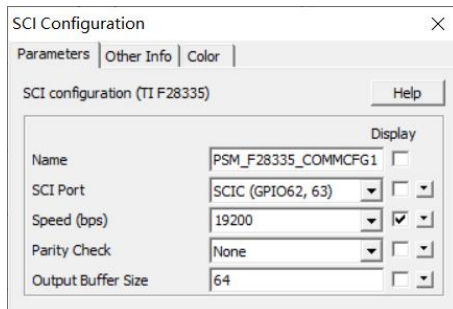 SCI Configuration
Parameters Other Info Color
SCI configuration (TI F28335) Help
Display
Name PSM_F28335_COMMCFG1
SCI Port SCIC (GPIO62, 63)
Speed (bps) 19200
Parity Check None
Output Buffer Size 64